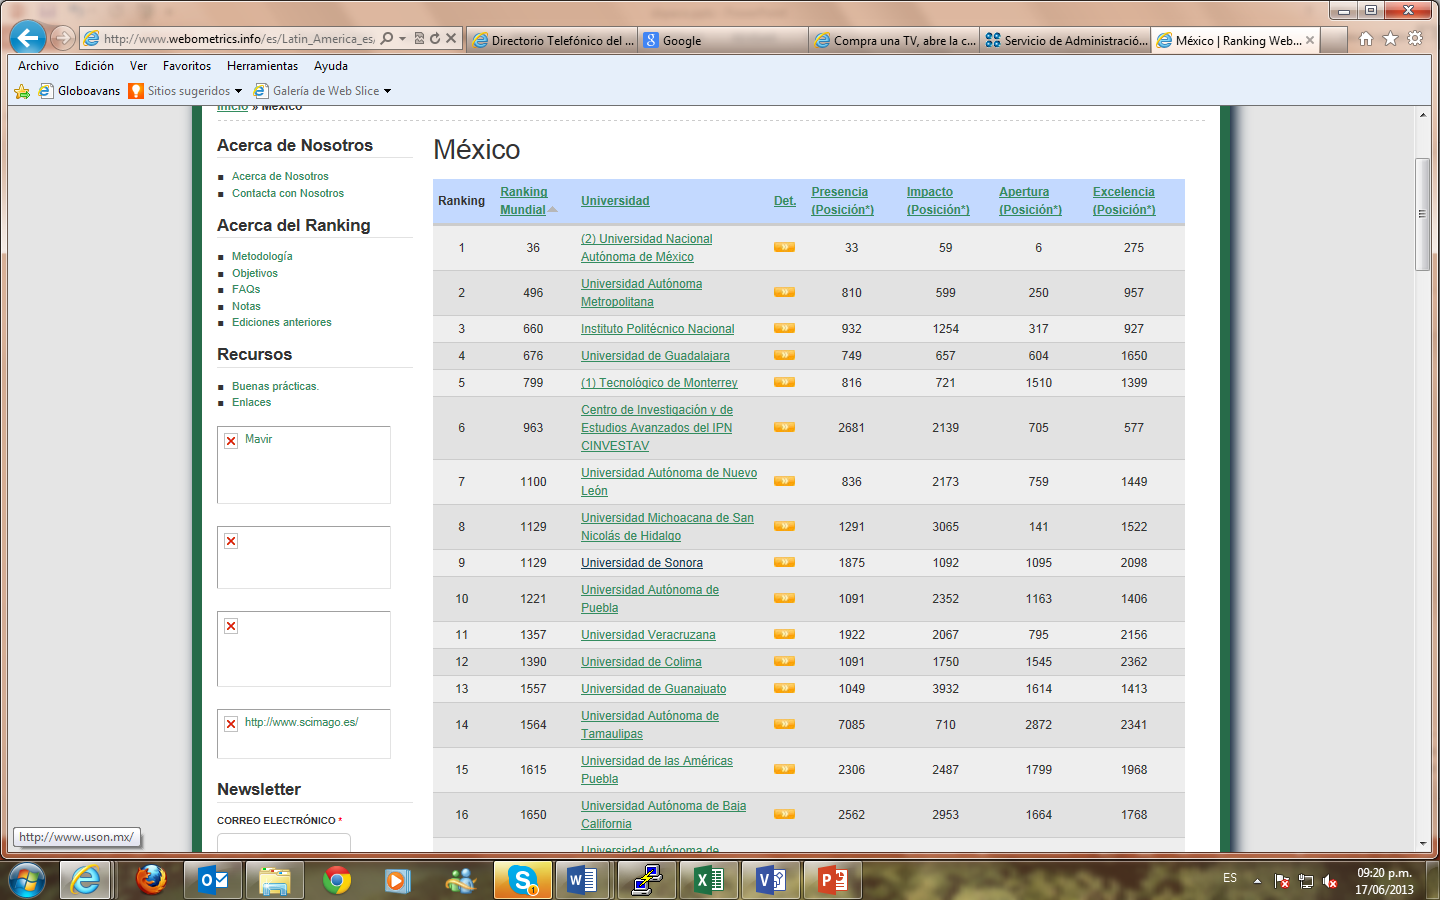 http://www.webometrics.info/es/Latin_America_es/
Directorio Telefónico del ...
Google
Compra una TV, abre la c...
Servicio de Administració...
México | Ranking Web...
Archivo Edición Ver Favoritos Herramientas Ayuda
Globoavans Sitios sugeridos Galería de Web Slice
Inicio » México
Acerca de Nosotros
Acerca de Nosotros
Contacta con Nosotros
Acerca del Ranking
Metodología
Objetivos
FAQs
Notas
Ediciones anteriores
Recursos
Buenas prácticas.
Enlaces
Mavir
http://www.scimago.es/
Newsletter
CORREO ELECTRÓNICO *
México
Ranking Ranking Mundial Universidad Det. Presencia (Posición*) Impacto (Posición*) Apertura (Posición*) Excelencia (Posición*)
1 36 (2) Universidad Nacional Autónoma de México 33 59 6 275
2 496 Universidad Autónoma Metropolitana 810 599 250 957
3 660 Instituto Politécnico Nacional 932 1254 317 927
4 676 Universidad de Guadalajara 749 657 604 1650
5 799 (1) Tecnológico de Monterrey 816 721 1510 1399
6 963 Centro de Investigación y de Estudios Avanzados del IPN CINVESTAV 2681 2139 705 577
7 1100 Universidad Autónoma de Nuevo León 836 2173 759 1449
8 1129 Universidad Michoacana de San Nicolás de Hidalgo 1291 3065 141 1522
9 1129 Universidad de Sonora 1875 1092 1095 2098
10 1221 Universidad Autónoma de Puebla 1091 2352 1163 1406
11 1357 Universidad Veracruzana 1922 2067 795 2156
12 1390 Universidad de Colima 1091 1750 1545 2362
13 1557 Universidad de Guanajuato 1049 3932 1614 1413
14 1564 Universidad Autónoma de Tamaulipas 7085 710 2872 2341
15 1615 Universidad de las Américas Puebla 2306 2487 1799 1968
16 1650 Universidad Autónoma de Baja California 2562 2953 1664 1768
Universidad Autónoma de
http://www.uson.mx/
ES
09:20 p.m.
17/06/2013